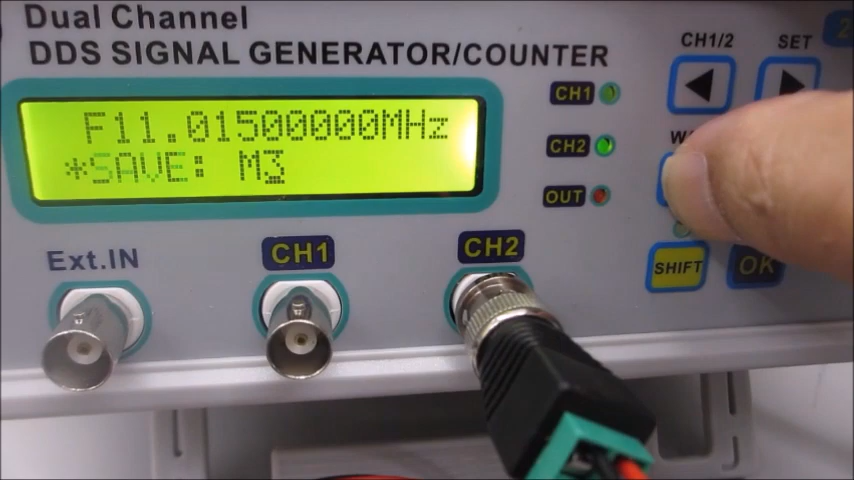 Dual Channel
DDS SIGNAL GENERATOR/COUNTER
CH1/2 SET
2
F11.01500000MHz
*SAVE: M3
CH1
CH2
OUT
Ext.IN
CH1
CH2
SHIFT
OK